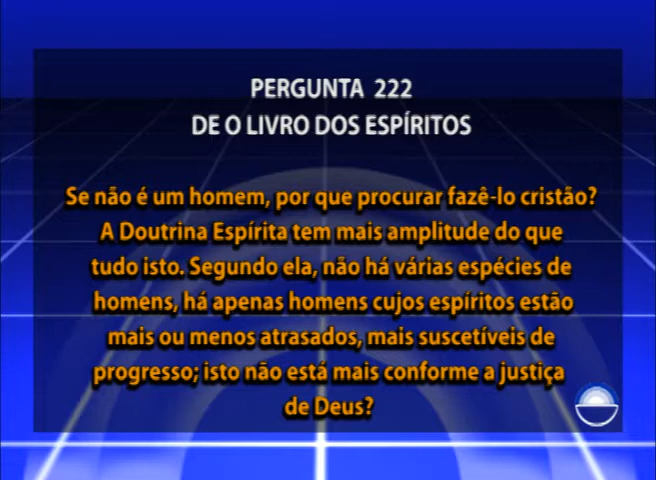 PERGUNTA 222
DE O LIVRO DOS ESPÍRITOS
Se não é um homem, por que procurar fazê-lo cristão?
A Doutrina Espírita tem mais amplitude do que
tudo isto. Segundo ela, não há várias espécies de
homens, há apenas homens cujos espíritos estão
mais ou menos atrasados, mais suscetíveis de
progresso; isto não está mais conforme a justiça
de Deus?